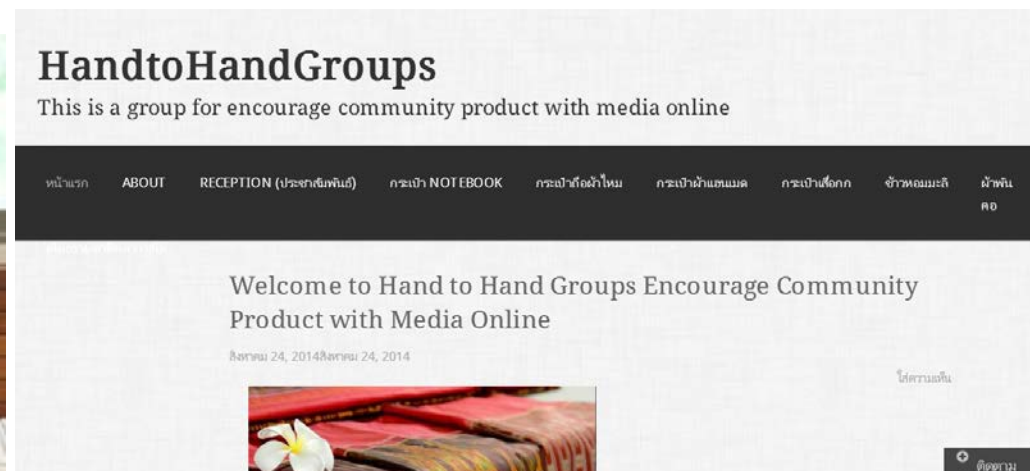 HandtoHandGroups
This is a group for encourage community product with media online
หน้าแรก ABOUT RECEPTION (ประชาสัมพันธ์) กระเป๋า NOTEBOOK กระเป๋าถือผ้าไหม กระเป๋าผ้าแฮนเมด กระเป๋าเสื่อกก ข้าวหอมมะลิ ผ้าพัน
คอ
Welcome to Hand to Hand Groups Encourage Community
Product with Media Online
สิงหาคม 24, 2014สิงหาคม 24, 2014
ใส่ความเห็น
ติดตาม